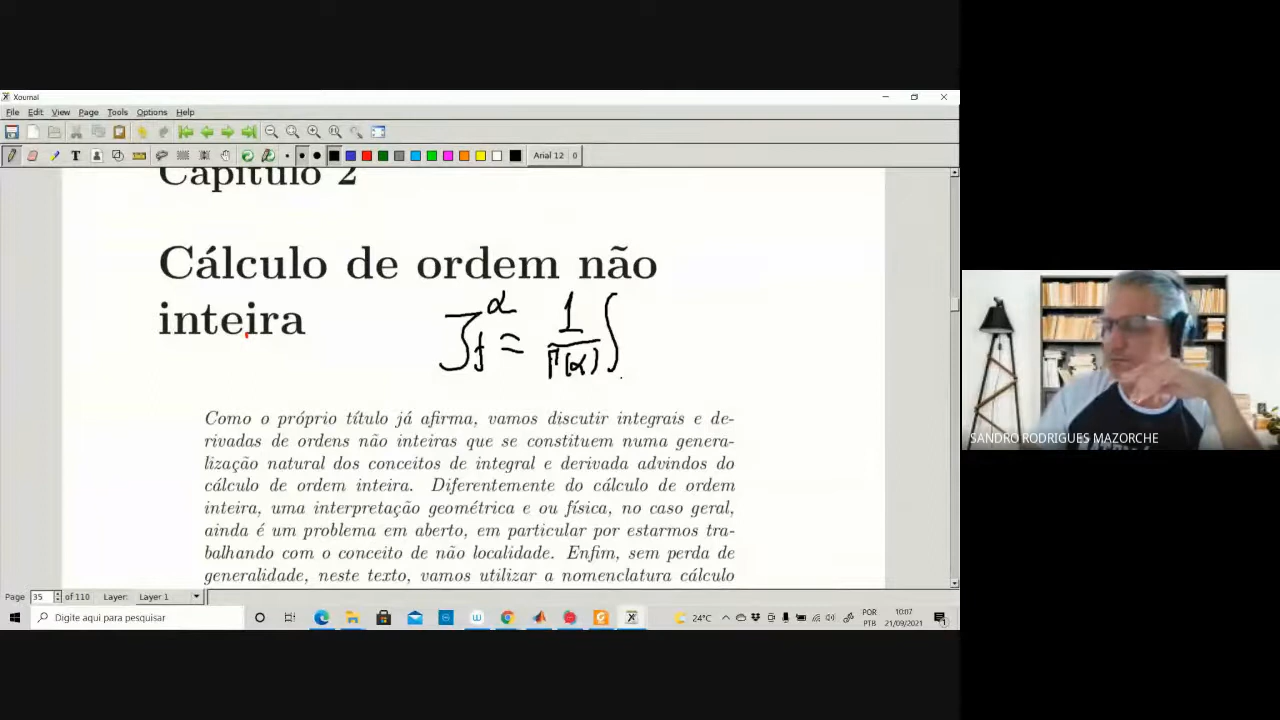 Xournal
File Edit View Page Tools Options Help
Arial 12 0
Capítulo 2
Cálculo de ordem não
inteira
J^α f = 1/Γ(α) ∫
Como o próprio título já afirma, vamos discutir integrais e de-
rivadas de ordens não inteiras que se constituem numa genera-
lização natural dos conceitos de integral e derivada advindos do
cálculo de ordem inteira. Diferentemente do cálculo de ordem
inteira, uma interpretação geométrica e ou física, no caso geral,
ainda é um problema em aberto, em particular por estarmos tra-
balhando com o conceito de não localidade. Enfim, sem perda de
generalidade, neste texto, vamos utilizar a nomenclatura cálculo
Page 35 of 110 Layer: Layer 1
Digite aqui para pesquisar
24°C
POR
PTB
10:07
21/09/2021
SANDRO RODRIGUES MAZORCHE